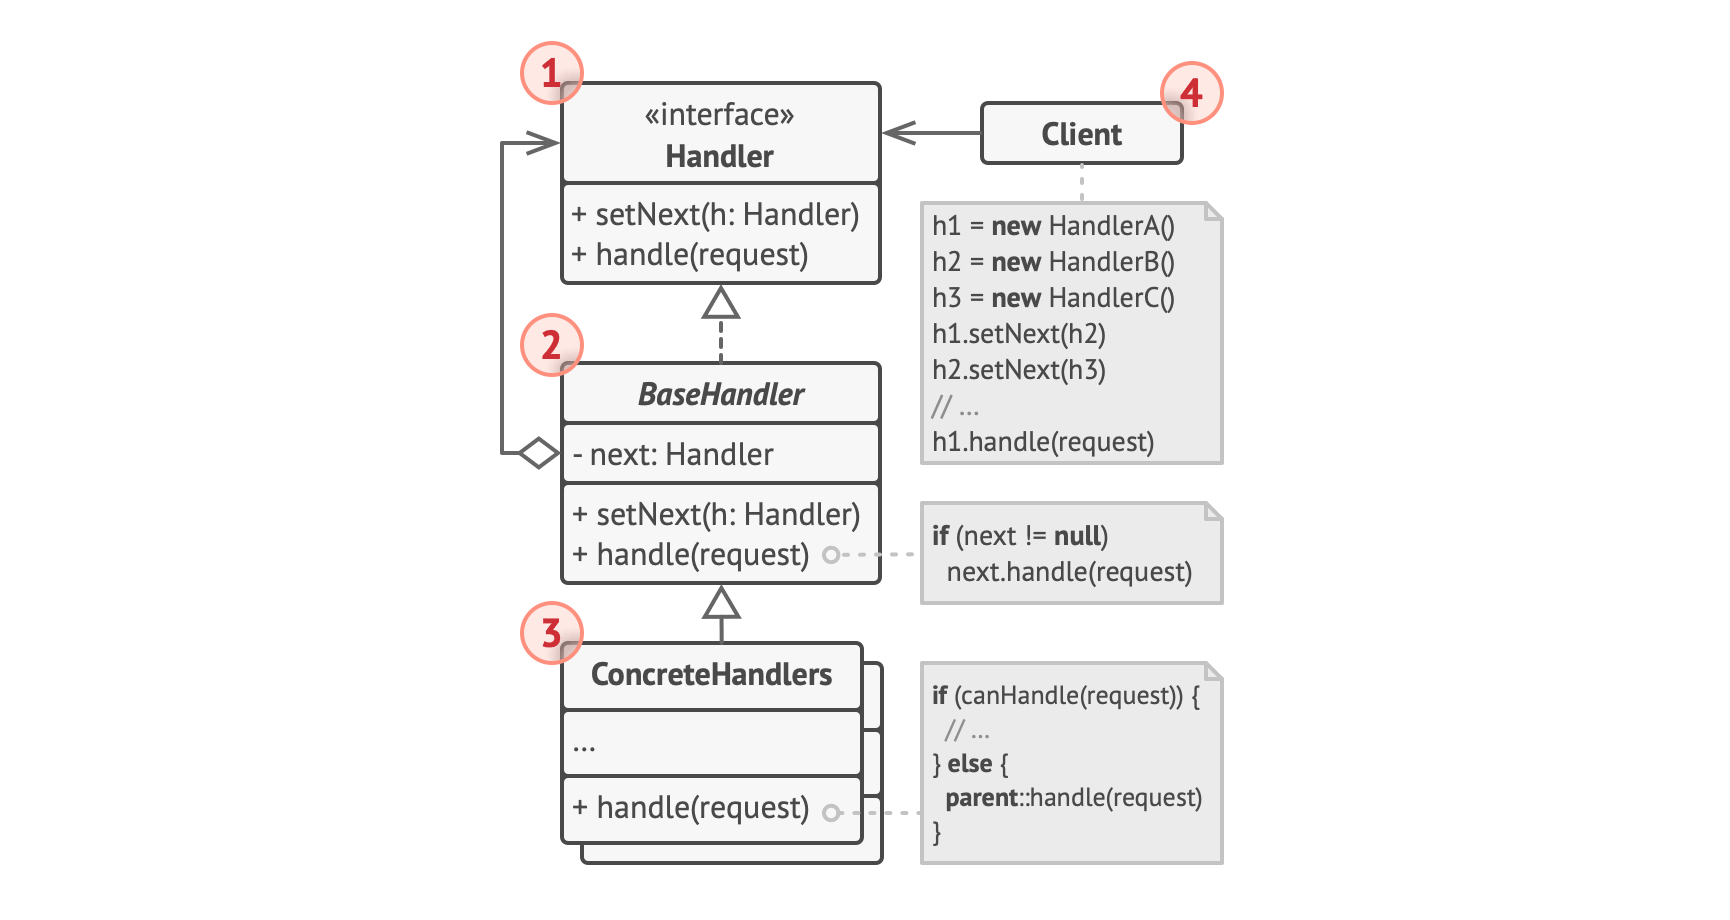 1
«interface»
Handler
+ setNext(h: Handler)
+ handle(request)
2
BaseHandler
- next: Handler
+ setNext(h: Handler)
+ handle(request)
3
ConcreteHandlers
...
+ handle(request)
4
Client
h1 = new HandlerA()
h2 = new HandlerB()
h3 = new HandlerC()
h1.setNext(h2)
h2.setNext(h3)
// ...
h1.handle(request)
if (next != null)
next.handle(request)
if (canHandle(request)) {
// ...
} else {
parent::handle(request)
}